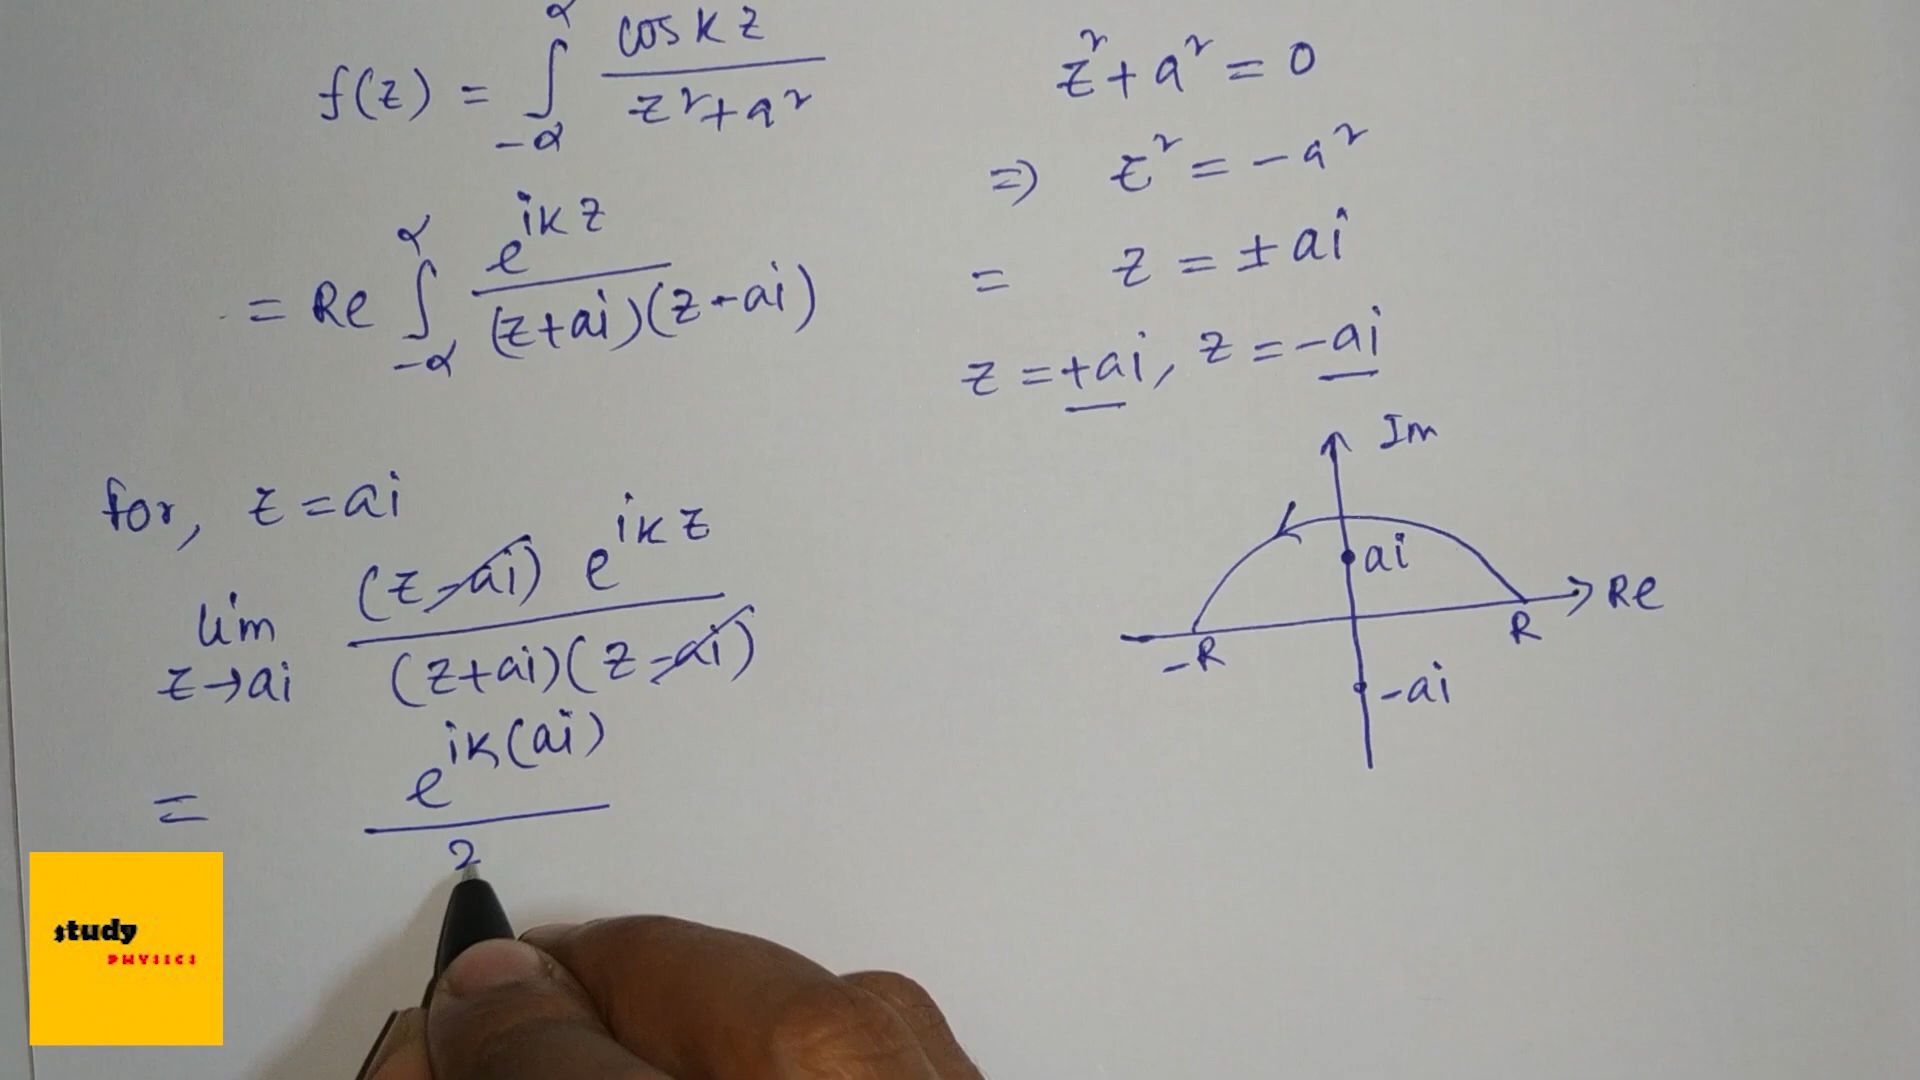 f(z) = ∫_{-α}^{α} cos kz / z²+a²
= Re ∫_{-α}^{α} e^{ikz} / (z+ai)(z-ai)
z²+a² = 0
=> z² = -a²
= z = ± ai
z = +ai, z = -ai
for, z = ai
lim z→ai (z-ai) e^{ikz} / (z+ai)(z-ai)
= e^{ik(ai)} / 2
Im
ai
Re
-R
R
-ai
study
PHYSICS